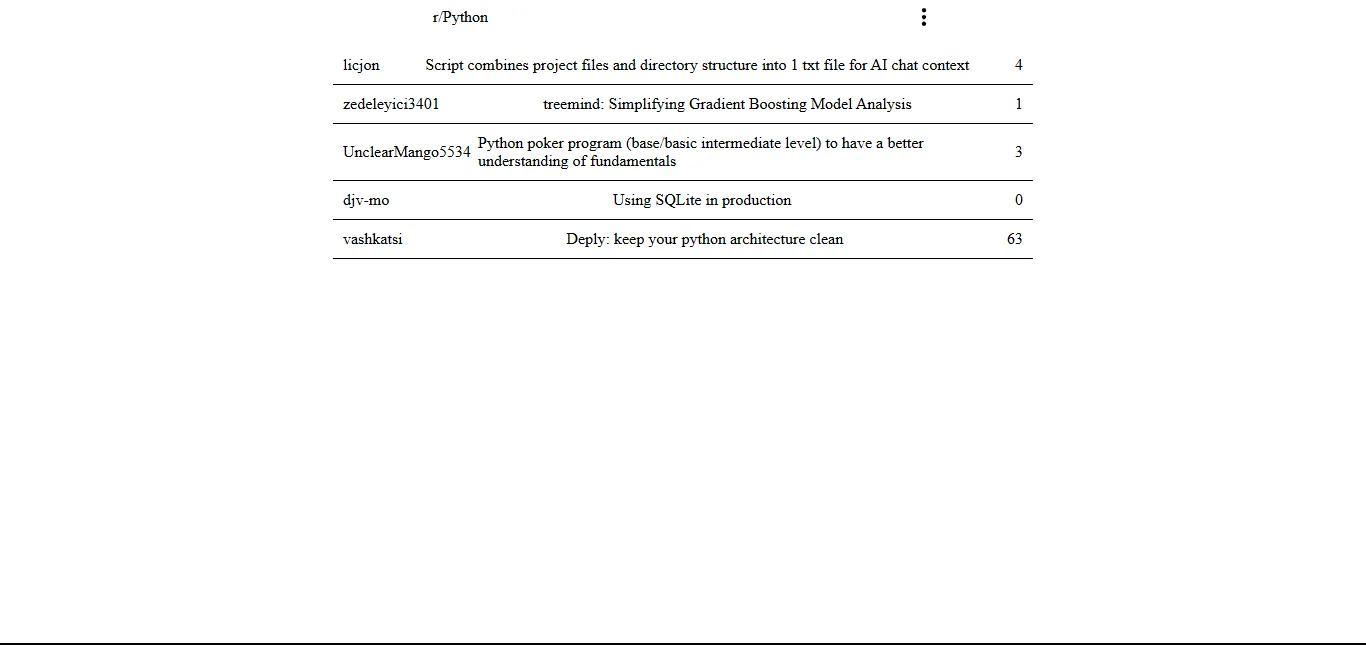 r/Python
licjon Script combines project files and directory structure into 1 txt file for AI chat context 4
zedeleyici3401 treemind: Simplifying Gradient Boosting Model Analysis 1
UnclearMango5534 Python poker program (base/basic intermediate level) to have a better
understanding of fundamentals 3
djv-mo Using SQLite in production 0
vashkatsi Deply: keep your python architecture clean 63